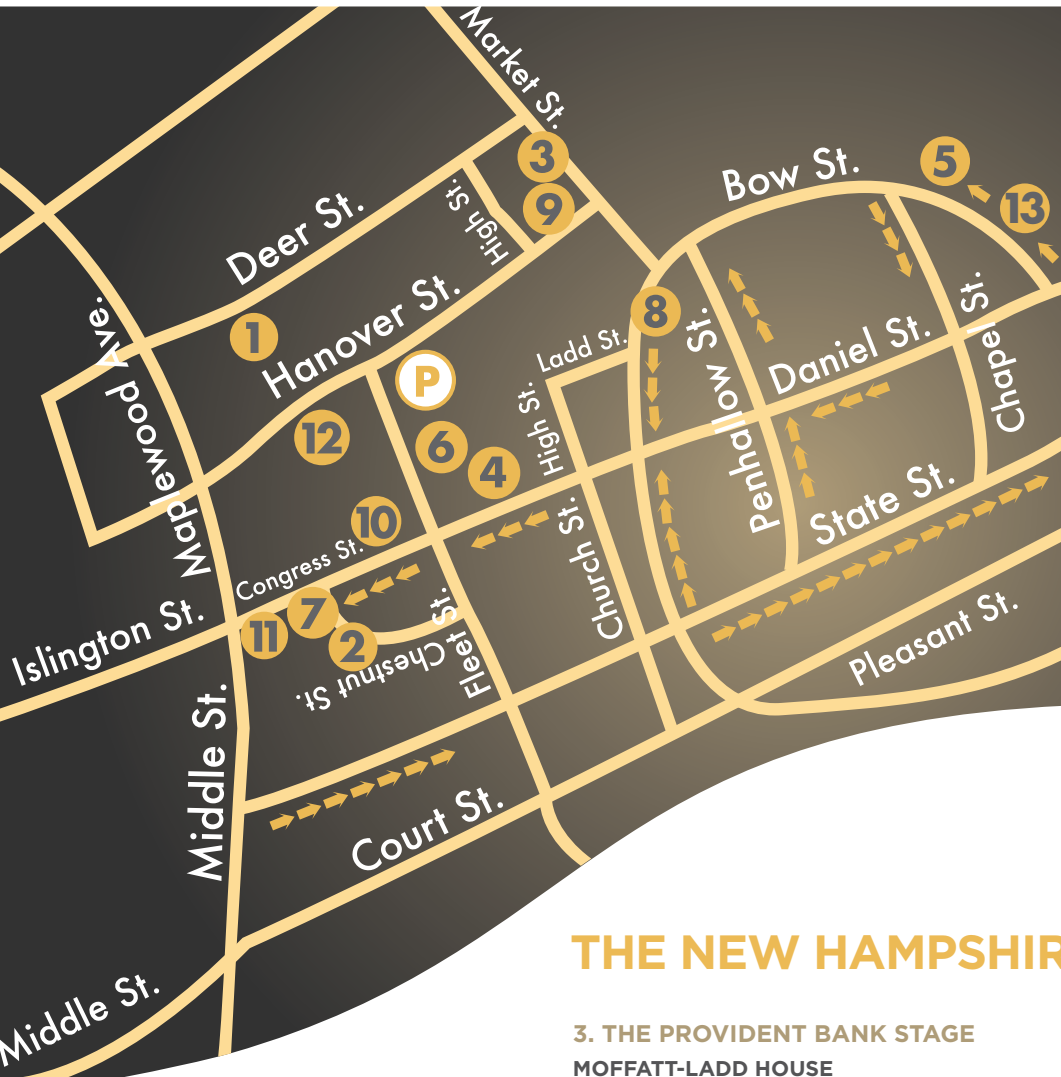 Market St.
3
5
Bow St.
13
Deer St.
High St.
9
1
Hanover St.
8
Maplewood Ave.
P
Ladd St.
Penhallow St.
Daniel St.
Chapel St.
12
6
4
High St.
10
Congress St.
Church St.
State St.
Islington St.
11
7
2
Chestnut St.
Fleet St.
Pleasant St.
Middle St.
Court St.
Middle St.
THE NEW HAMPSHIR
3. THE PROVIDENT BANK STAGE
MOFFATT-LADD HOUSE